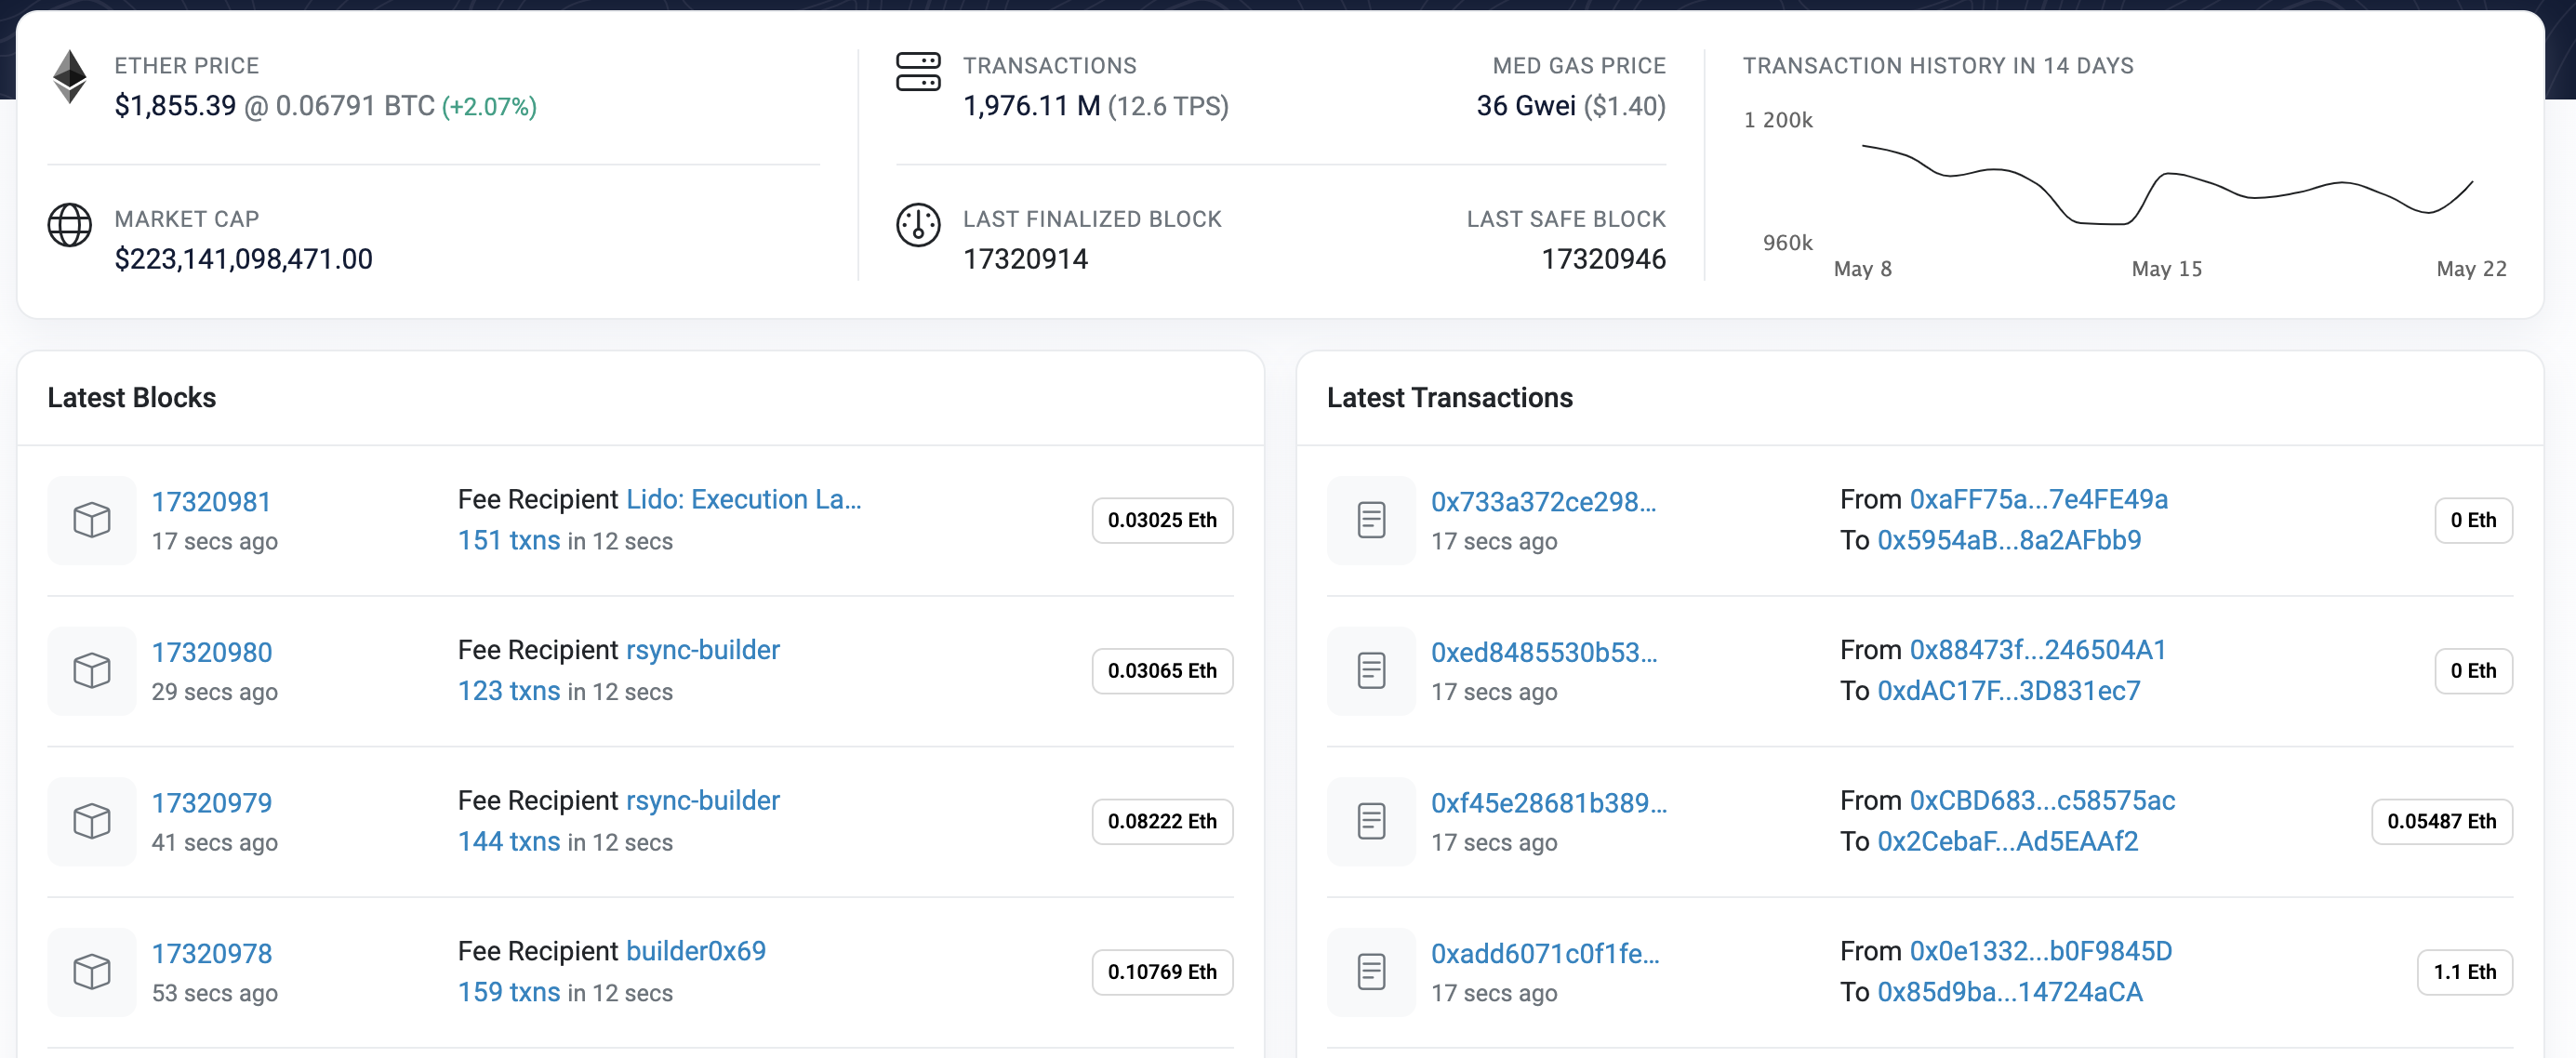 ETHER PRICE
$1,855.39 @ 0.06791 BTC (+2.07%)
MARKET CAP
$223,141,098,471.00
TRANSACTIONS
1,976.11 M (12.6 TPS)
MED GAS PRICE
36 Gwei ($1.40)
LAST FINALIZED BLOCK
17320914
LAST SAFE BLOCK
17320946
TRANSACTION HISTORY IN 14 DAYS
1 200k
960k
May 8
May 15
May 22
Latest Blocks
17320981
17 secs ago
Fee Recipient Lido: Execution La...
151 txns in 12 secs
0.03025 Eth
17320980
29 secs ago
Fee Recipient rsync-builder
123 txns in 12 secs
0.03065 Eth
17320979
41 secs ago
Fee Recipient rsync-builder
144 txns in 12 secs
0.08222 Eth
17320978
53 secs ago
Fee Recipient builder0x69
159 txns in 12 secs
0.10769 Eth
Latest Transactions
0x733a372ce298...
17 secs ago
From 0xaFF75a...7e4FE49a
To 0x5954aB...8a2AFbb9
0 Eth
0xed8485530b53...
17 secs ago
From 0x88473f...246504A1
To 0xdAC17F...3D831ec7
0 Eth
0xf45e28681b389...
17 secs ago
From 0xCBD683...c58575ac
To 0x2CebaF...Ad5EAAf2
0.05487 Eth
0xadd6071c0f1fe...
17 secs ago
From 0x0e1332...b0F9845D
To 0x85d9ba...14724aCA
1.1 Eth